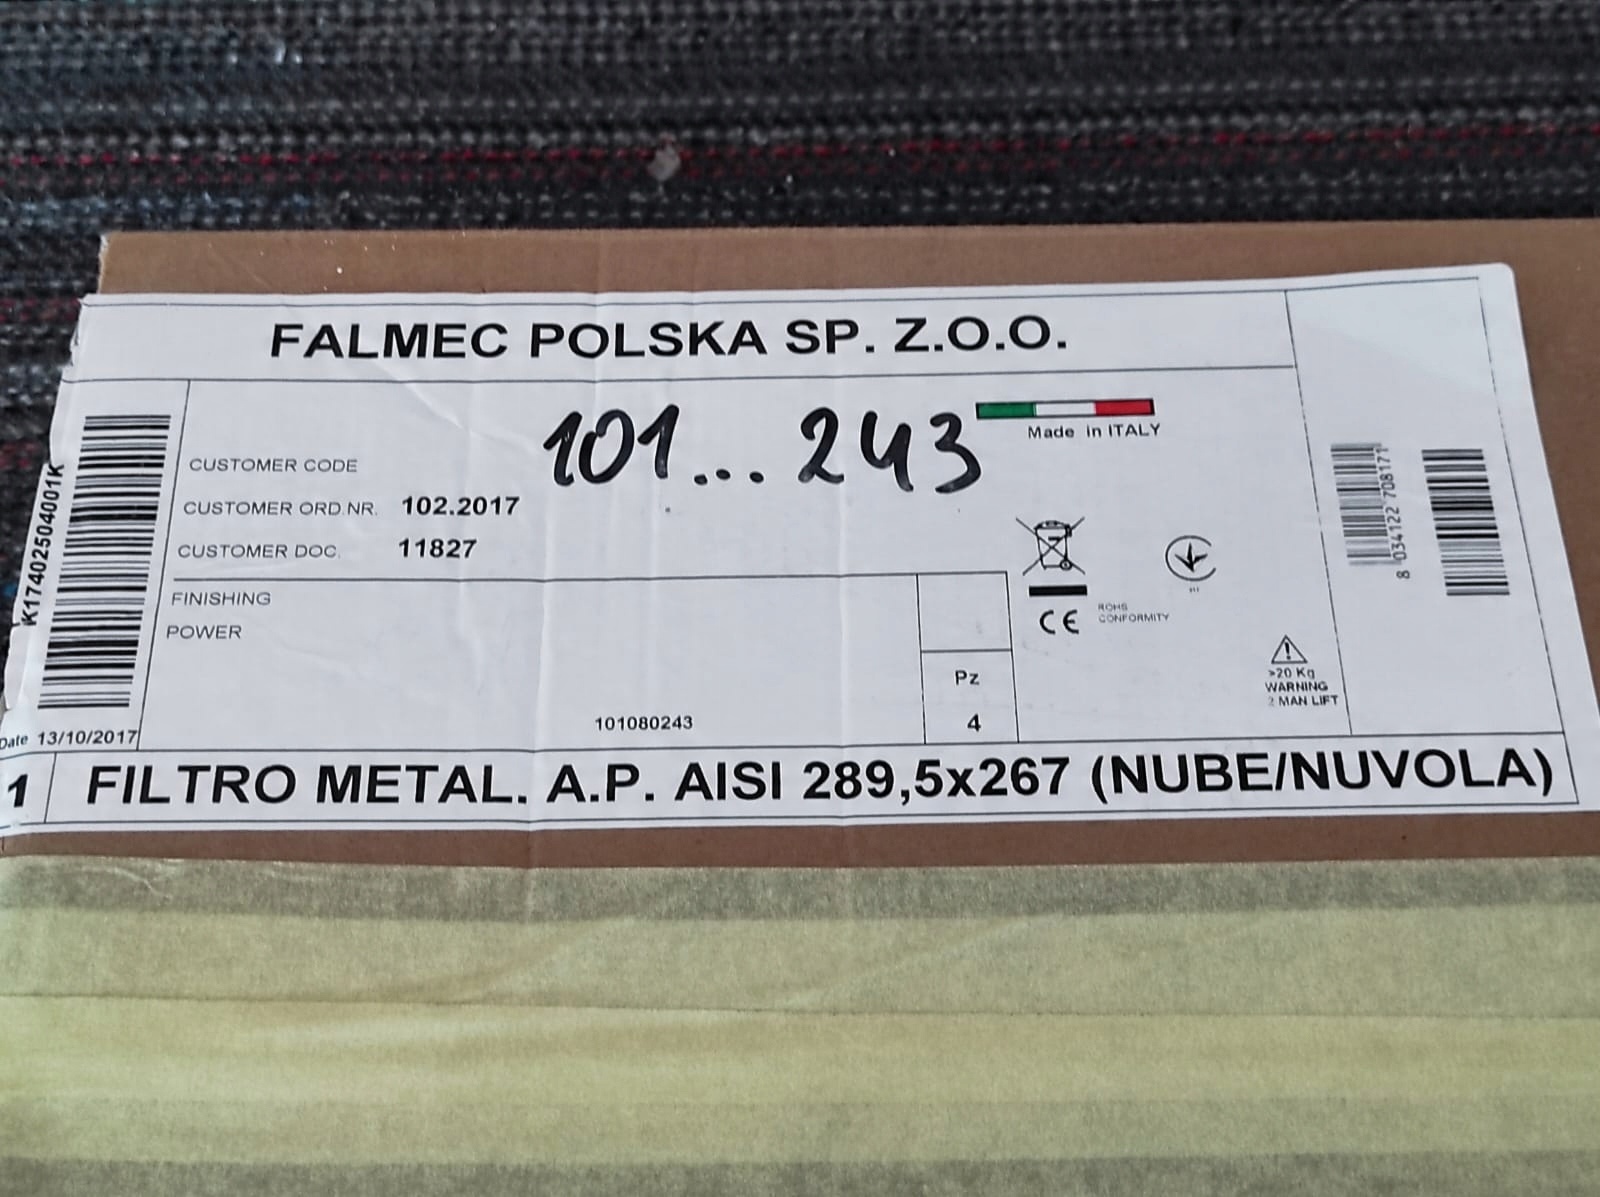 FALMEC POLSKA SP. Z.O.O.
101... 243
Made in ITALY
CUSTOMER CODE
CUSTOMER ORD.NR. 102.2017
CUSTOMER DOC. 11827
K17402504001K
FINISHING
POWER
Pz
4
101080243
CE
ROHS
CONFORMITY
>20 Kg
WARNING
2 MAN LIFT
8 034122 708171
Date 13/10/2017
1 FILTRO METAL. A.P. AISI 289,5x267 (NUBE/NUVOLA)